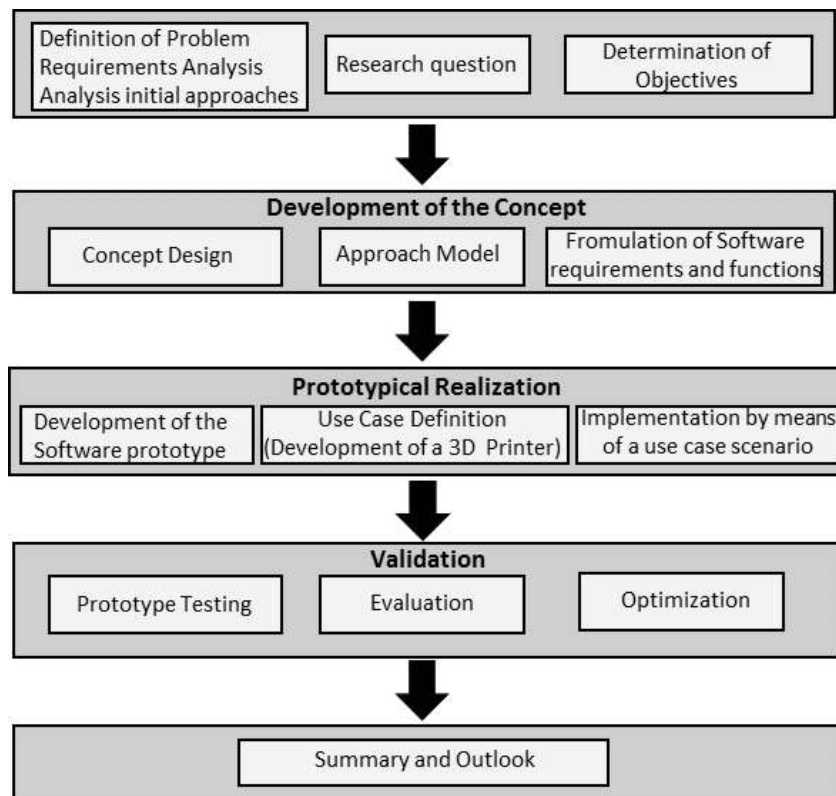 Definition of Problem
Requirements Analysis
Analysis initial approaches
Research question
Determination of
Objectives
Development of the Concept
Concept Design
Approach Model
Fromulation of Software
requirements and functions
Prototypical Realization
Development of the
Software prototype
Use Case Definition
(Development of a 3D Printer)
Implementation by means
of a use case scenario
Validation
Prototype Testing
Evaluation
Optimization
Summary and Outlook